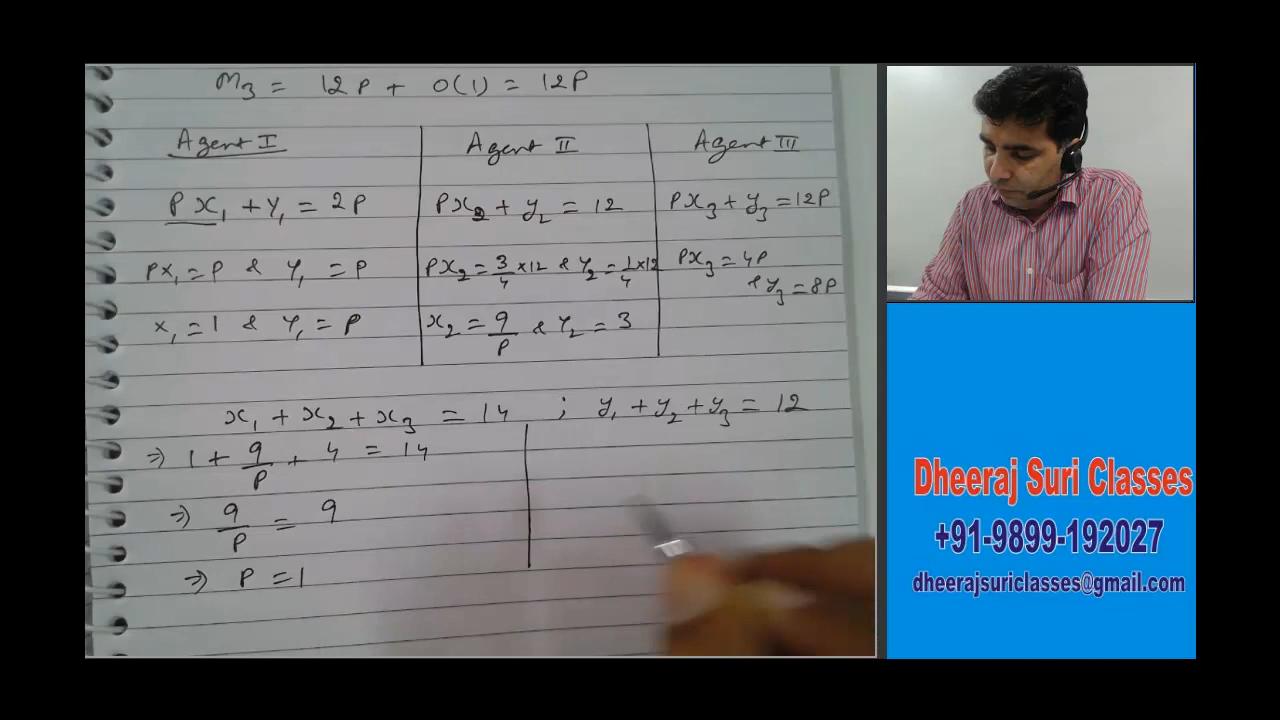 m₃ = 12P + 0(1) = 12P
Agent I
Px₁ + y₁ = 2P
Px₁ = P & y₁ = P
x₁ = 1 & y₁ = P
Agent II
Px₂ + y₂ = 12
Px₂ = 3/4 × 12 & y₂ = 1/4 × 12
x₂ = 9/P & y₂ = 3
Agent III
Px₃ + y₃ = 12P
Px₃ = 4P
& y₃ = 8P
x₁ + x₂ + x₃ = 14 ; y₁ + y₂ + y₃ = 12
⇒ 1 + 9/P + 4 = 14
⇒ 9/P = 9
⇒ P = 1
Dheeraj Suri Classes
+91-9899-192027
dheerajsuriclasses@gmail.com